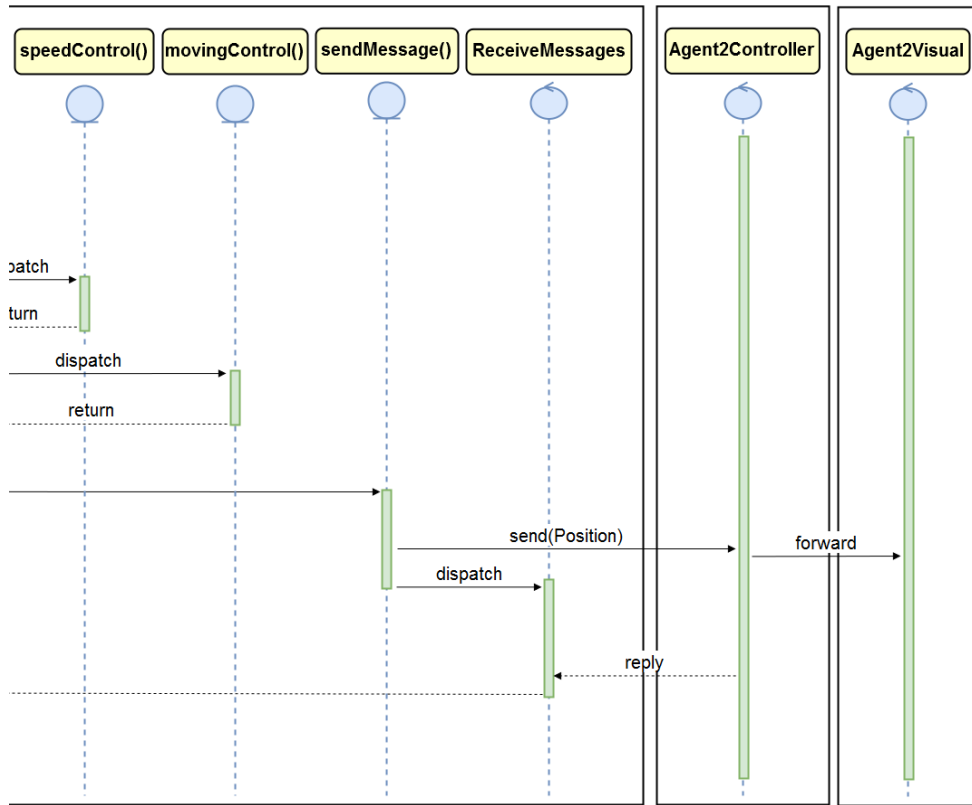 speedControl()
movingControl()
sendMessage()
ReceiveMessages
Agent2Controller
Agent2Visual
patch
turn
dispatch
return
send(Position)
forward
dispatch
reply